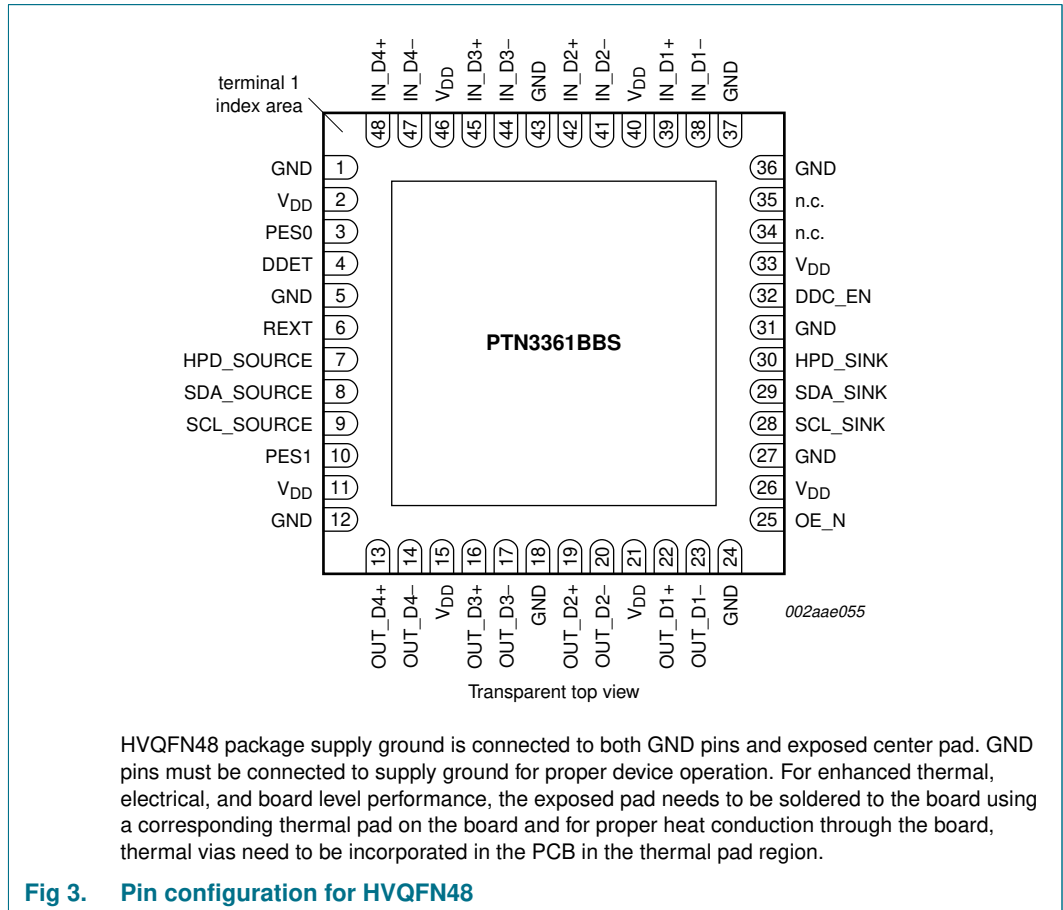 IN_D4+
IN_D4−
VDD
IN_D3+
IN_D3−
GND
IN_D2+
IN_D2−
VDD
IN_D1+
IN_D1−
GND
terminal 1
index area
48 47 46 45 44 43 42 41 40 39 38 37
GND 1
VDD 2
PES0 3
DDET 4
GND 5
REXT 6
HPD_SOURCE 7
SDA_SOURCE 8
SCL_SOURCE 9
PES1 10
VDD 11
GND 12
PTN3361BBS
36 GND
35 n.c.
34 n.c.
33 VDD
32 DDC_EN
31 GND
30 HPD_SINK
29 SDA_SINK
28 SCL_SINK
27 GND
26 VDD
25 OE_N
13 14 15 16 17 18 19 20 21 22 23 24
OUT_D4+
OUT_D4−
VDD
OUT_D3+
OUT_D3−
GND
OUT_D2+
OUT_D2−
VDD
OUT_D1+
OUT_D1−
GND
002aae055
Transparent top view
HVQFN48 package supply ground is connected to both GND pins and exposed center pad. GND
pins must be connected to supply ground for proper device operation. For enhanced thermal,
electrical, and board level performance, the exposed pad needs to be soldered to the board using
a corresponding thermal pad on the board and for proper heat conduction through the board,
thermal vias need to be incorporated in the PCB in the thermal pad region.
Fig 3. Pin configuration for HVQFN48